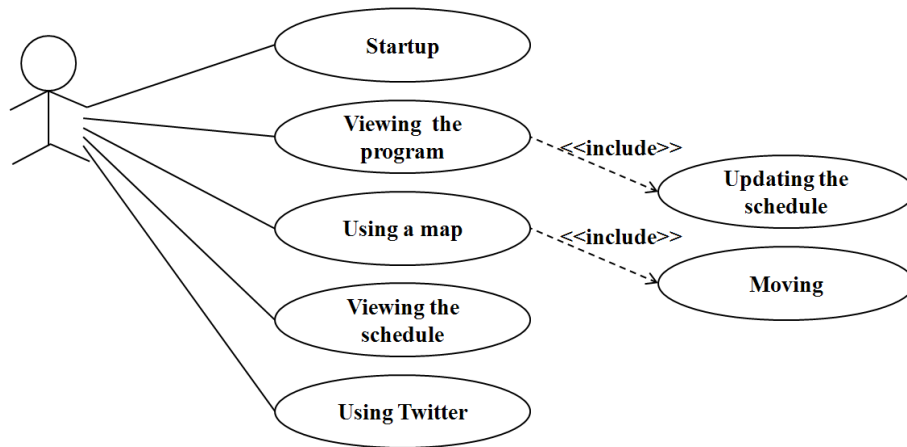 Startup
Viewing the
program
<<include>>
Updating the
schedule
Using a map
<<include>>
Moving
Viewing the
schedule
Using Twitter